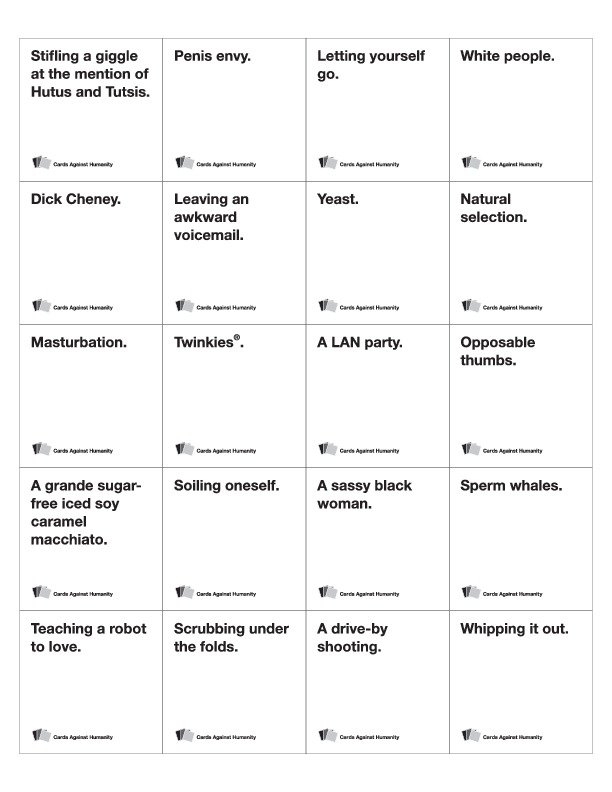 Stifling a giggle
at the mention of
Hutus and Tutsis.
Cards Against Humanity
Penis envy.
Cards Against Humanity
Letting yourself
go.
Cards Against Humanity
White people.
Cards Against Humanity
Dick Cheney.
Cards Against Humanity
Leaving an
awkward
voicemail.
Cards Against Humanity
Yeast.
Cards Against Humanity
Natural
selection.
Cards Against Humanity
Masturbation.
Cards Against Humanity
Twinkies®.
Cards Against Humanity
A LAN party.
Cards Against Humanity
Opposable
thumbs.
Cards Against Humanity
A grande sugar-
free iced soy
caramel
macchiato.
Cards Against Humanity
Soiling oneself.
Cards Against Humanity
A sassy black
woman.
Cards Against Humanity
Sperm whales.
Cards Against Humanity
Teaching a robot
to love.
Cards Against Humanity
Scrubbing under
the folds.
Cards Against Humanity
A drive-by
shooting.
Cards Against Humanity
Whipping it out.
Cards Against Humanity